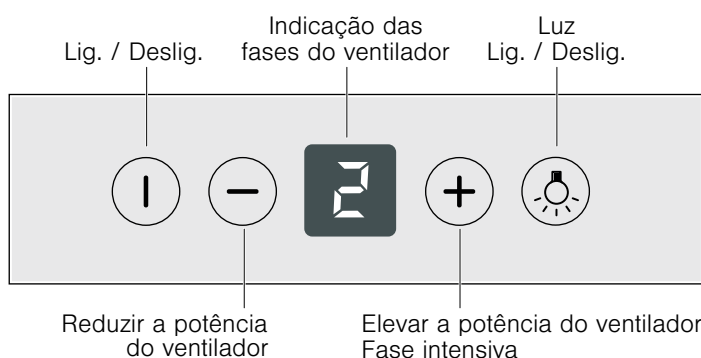 Lig. / Deslig.
Indicação das
fases do ventilador
Luz
Lig. / Deslig.
2
Reduzir a potência
do ventilador
Elevar a potência do ventilador
Fase intensiva